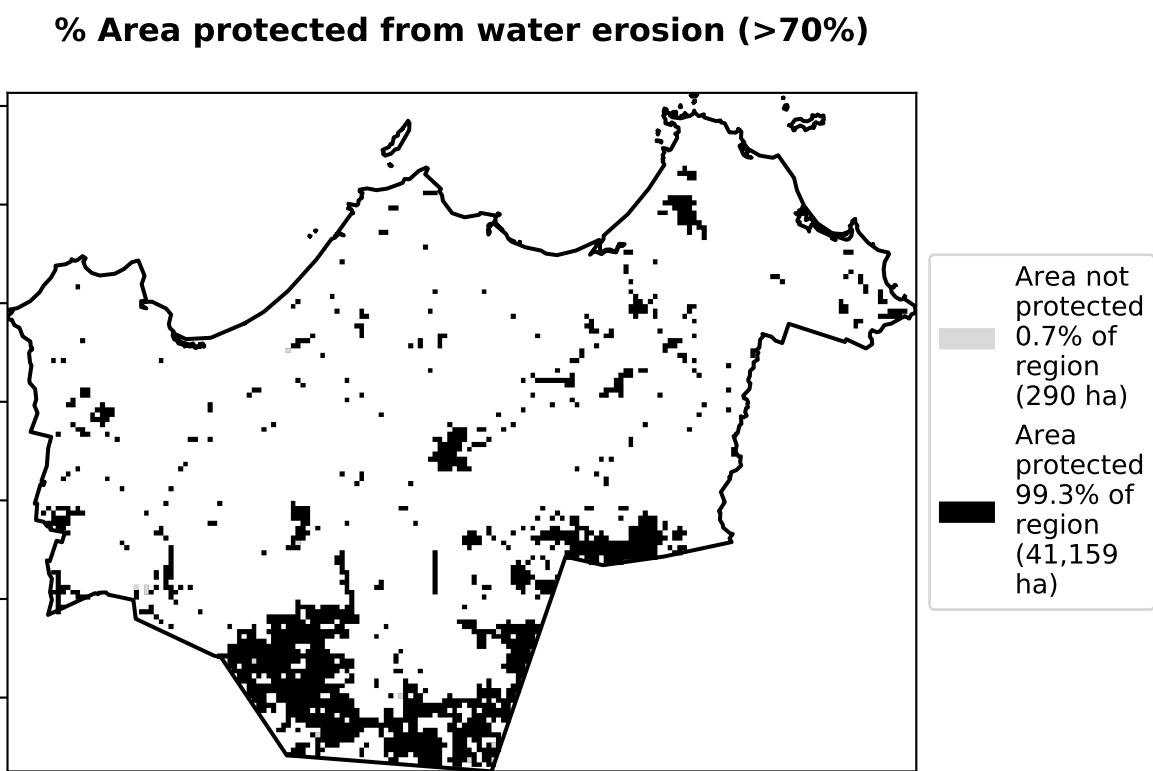 % Area protected from water erosion (>70%)
Area not
protected
0.7% of
region
(290 ha)
Area
protected
99.3% of
region
(41,159
ha)